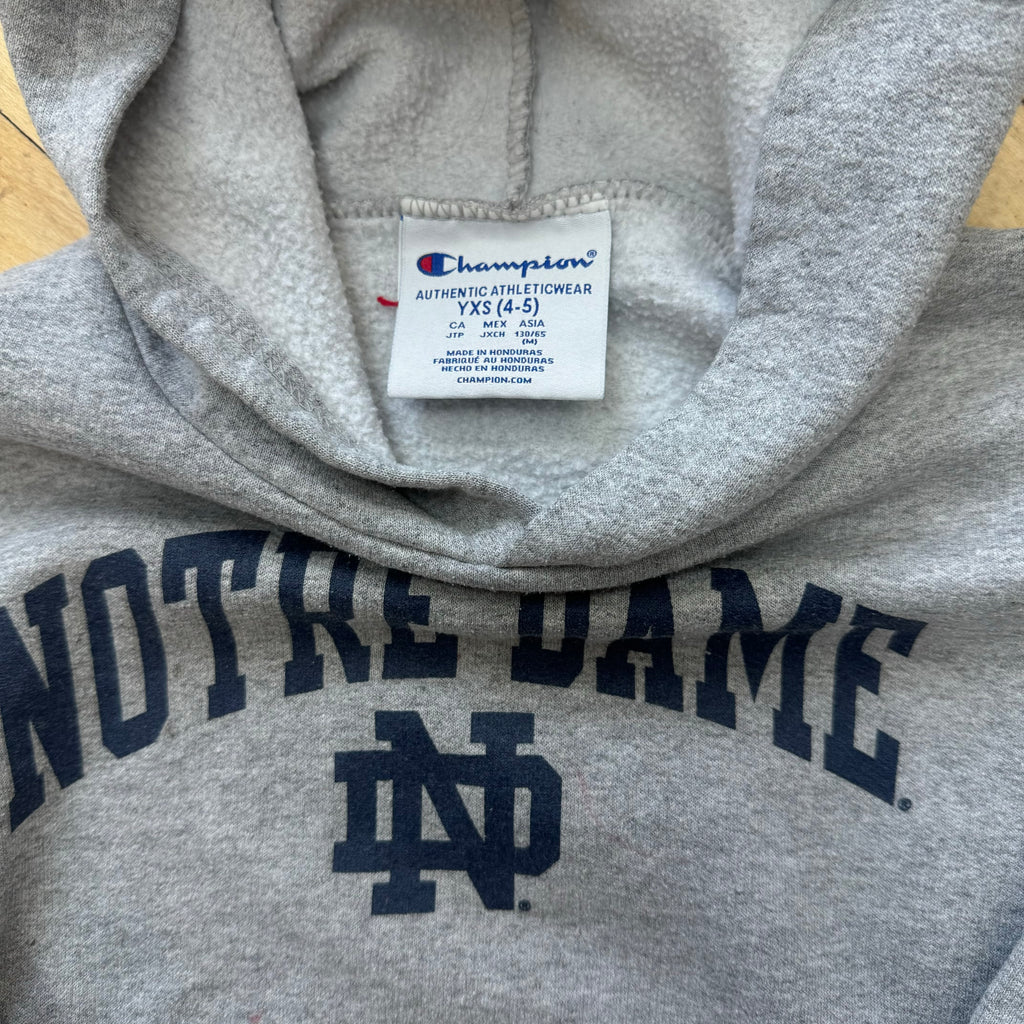 Champion®
AUTHENTIC ATHLETICWEAR
YXS (4-5)
CA MEX ASIA
JTP JXCH 130/65
(M)
MADE IN HONDURAS
FABRIQUÉ AU HONDURAS
HECHO EN HONDURAS
CHAMPION.COM
NOTRE DAME®
ND®